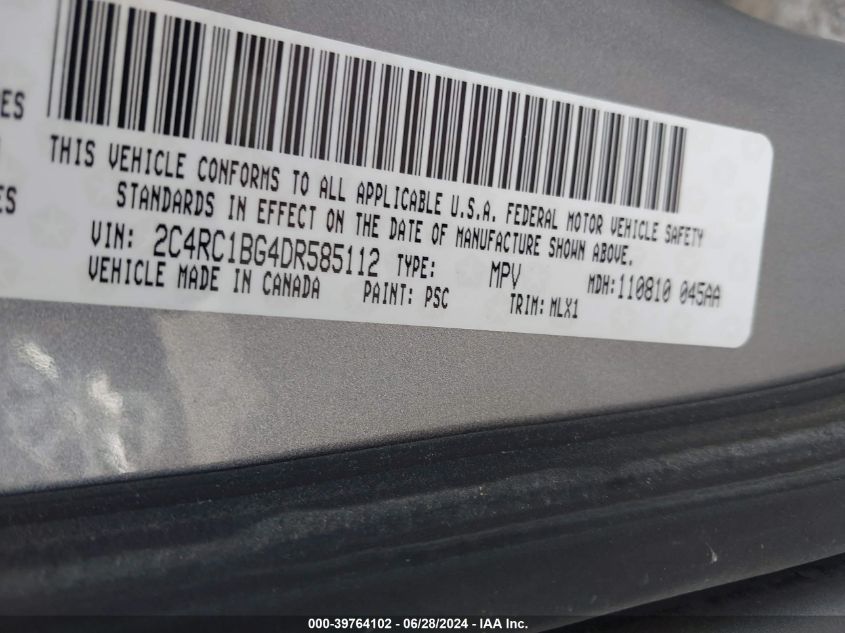 ES
THIS VEHICLE CONFORMS TO ALL APPLICABLE U.S.A. FEDERAL MOTOR VEHICLE SAFETY
STANDARDS IN EFFECT ON THE DATE OF MANUFACTURE SHOWN ABOVE.
ES
VIN: 2C4RC1BG4DR585112 TYPE: MPV MDH:110810 045AA
VEHICLE MADE IN CANADA PAINT: PSC TRIM: MLX1
000-39764102 - 06/28/2024 - IAA Inc.